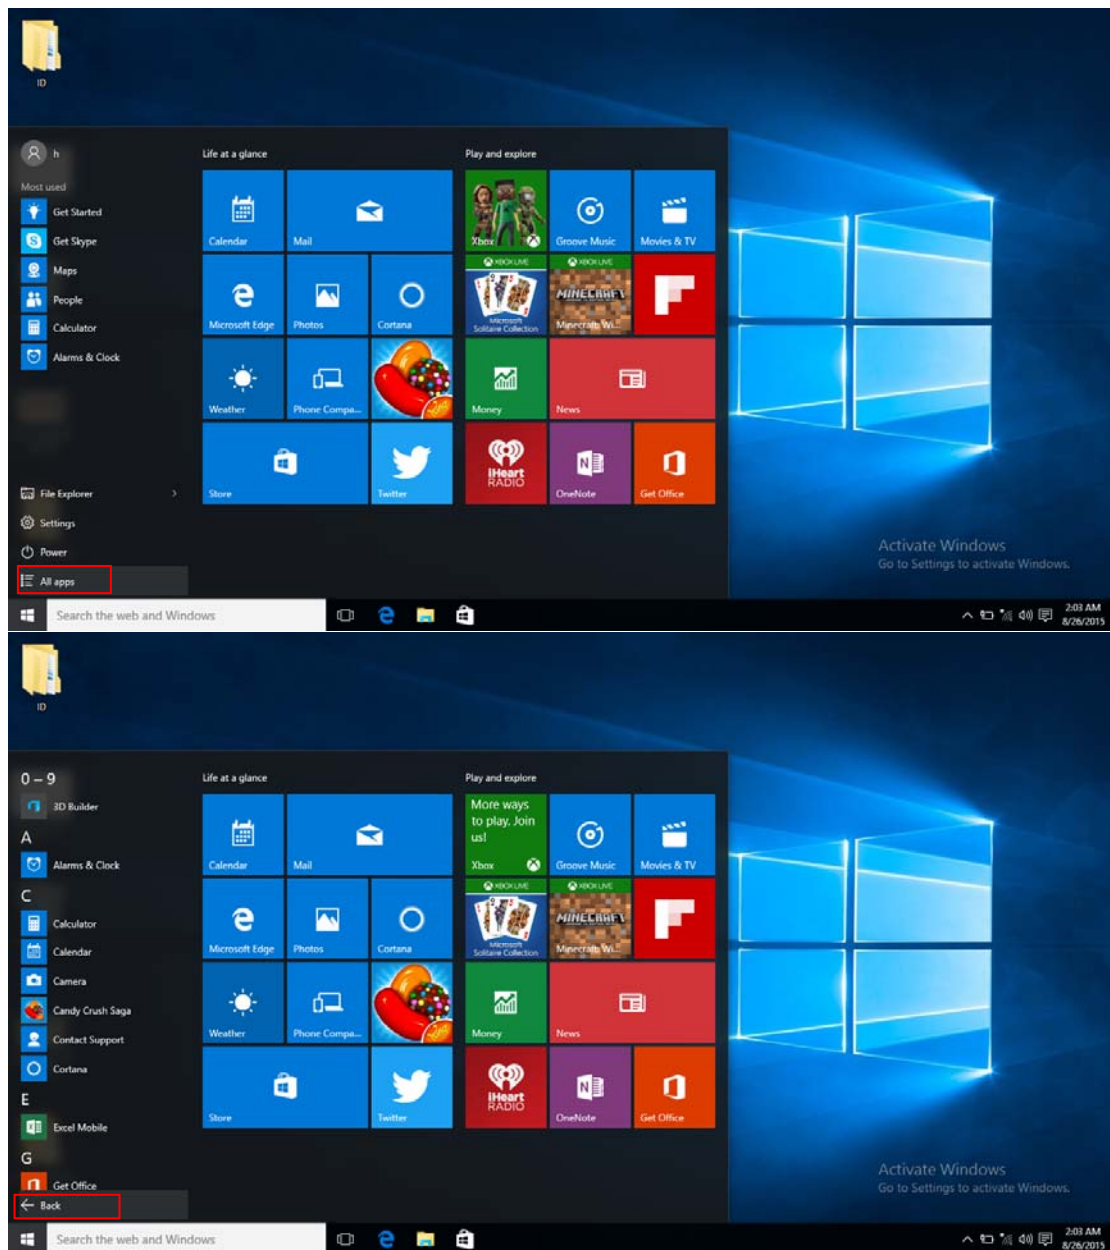 ID
h
Life at a glance
Play and explore
Most used
Get Started
Get Skype
Maps
People
Calculator
Alarms & Clock
File Explorer
Settings
Power
All apps
Calendar
Mail
Microsoft Edge
Photos
Cortana
Weather
Phone Compa...
Store
Twitter
Xbox
Groove Music
Movies & TV
XBOX LIVE
Microsoft
Solitaire Collection
XBOX LIVE
MINECRAFT
Minecraft: Wi...
Money
News
iHeart
RADIO
N
OneNote
Get Office
Activate Windows
Go to Settings to activate Windows.
Search the web and Windows
2:03 AM
8/26/2015
ID
0 – 9
3D Builder
A
Alarms & Clock
C
Calculator
Calendar
Camera
Candy Crush Saga
Contact Support
Cortana
E
Excel Mobile
G
Get Office
Back
Life at a glance
Play and explore
Calendar
Mail
Microsoft Edge
Photos
Cortana
Weather
Phone Compa...
Store
Twitter
More ways
to play. Join
us!
Xbox
Groove Music
Movies & TV
XBOX LIVE
Microsoft
Solitaire Collection
XBOX LIVE
MINECRAFT
Minecraft: Wi...
Money
News
iHeart
RADIO
N
OneNote
Get Office
Activate Windows
Go to Settings to activate Windows.
Search the web and Windows
2:03 AM
8/26/2015